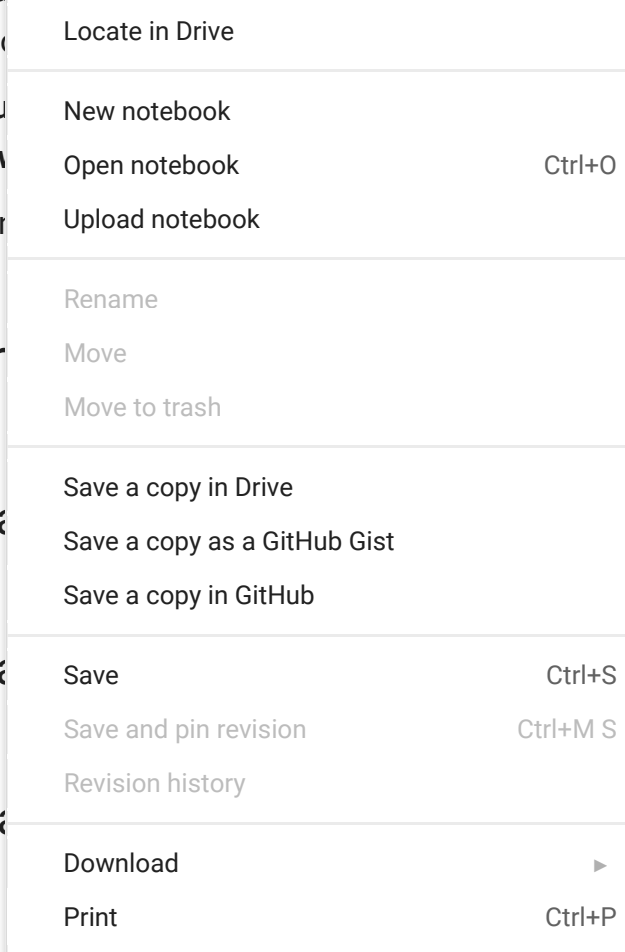 Locate in Drive
New notebook
Open notebook Ctrl+O
Upload notebook
Rename
Move
Move to trash
Save a copy in Drive
Save a copy as a GitHub Gist
Save a copy in GitHub
Save Ctrl+S
Save and pin revision Ctrl+M S
Revision history
Download ►
Print Ctrl+P